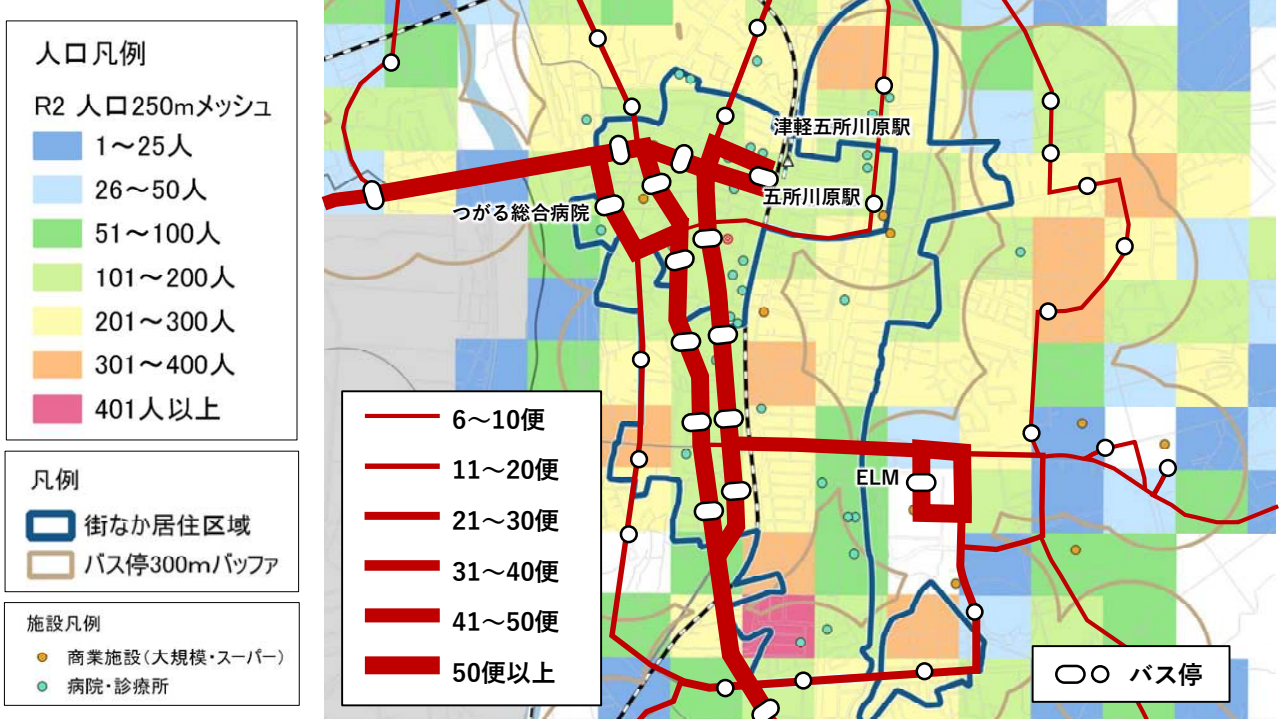 人口凡例
R2 人口250mメッシュ
1~25人
26~50人
51~100人
101~200人
201~300人
301~400人
401人以上
凡例
街なか居住区域
バス停300mバッファ
施設凡例
商業施設(大規模・スーパー)
病院・診療所
津軽五所川原駅
五所川原駅
つがる総合病院
ELM
6~10便
11~20便
21~30便
31~40便
41~50便
50便以上
バス停